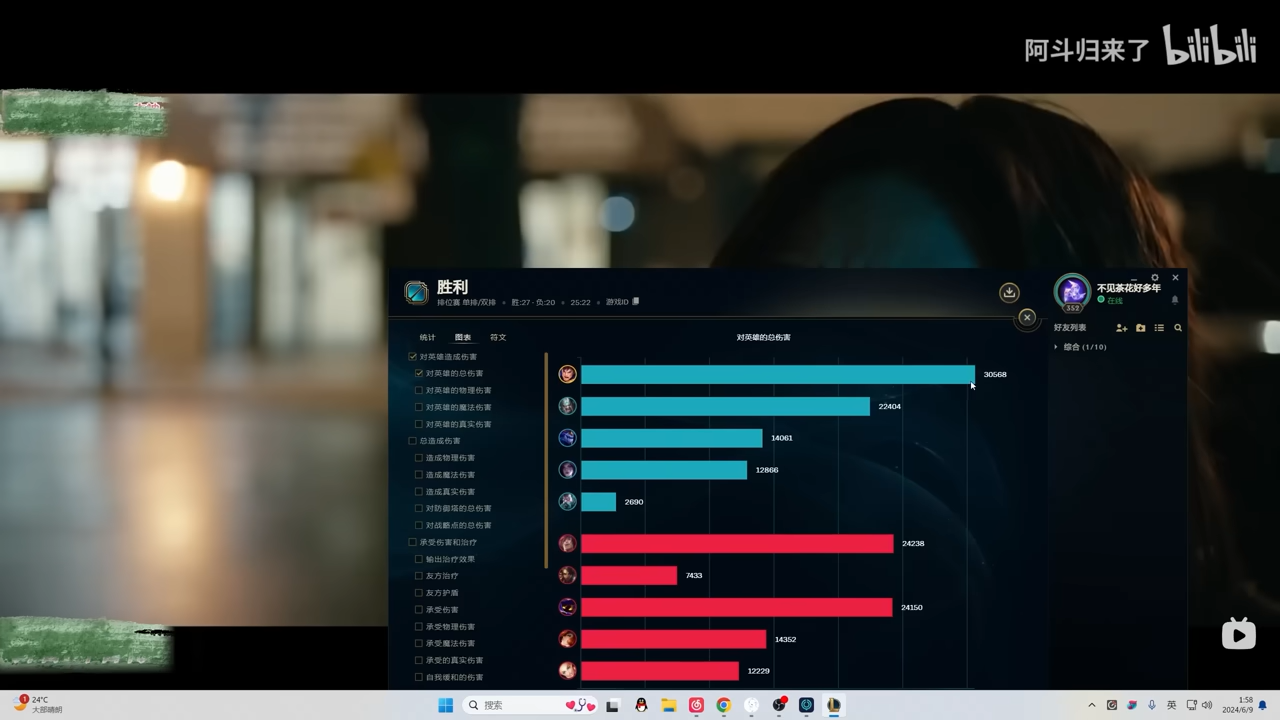 阿斗归来了 bilibili
胜利
排位赛 单排/双排 胜:27 - 负:20 25:22 游戏ID
不见茶花好多年
352
在线
好友列表
综合 (1/10)
统计 图表 符文
对英雄的总伤害
对英雄造成伤害
对英雄的总伤害
对英雄的物理伤害
对英雄的魔法伤害
对英雄的真实伤害
总造成伤害
造成物理伤害
造成魔法伤害
造成真实伤害
对防御塔的总伤害
对战略点的总伤害
承受伤害和治疗
输出治疗效果
友方治疗
友方护盾
承受伤害
承受物理伤害
承受魔法伤害
承受的真实伤害
自我缓和的伤害
30568
22404
14061
12866
2690
24238
7433
24150
14352
12229
1
24°C
大部晴朗
搜索
英
1:58
2024/6/9